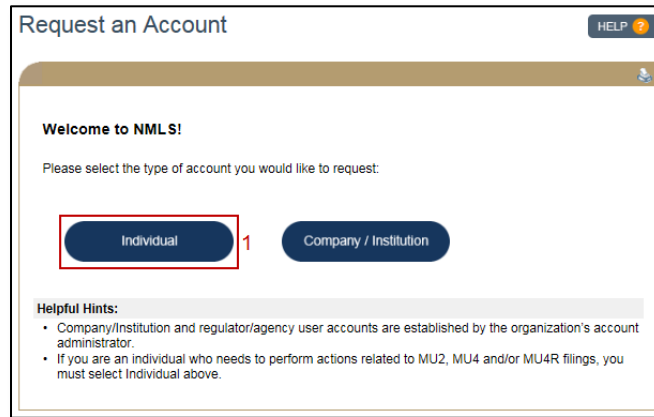 Request an Account
HELP ?
Welcome to NMLS!
Please select the type of account you would like to request:
Individual 1 Company / Institution
Helpful Hints:
• Company/Institution and regulator/agency user accounts are established by the organization's account
administrator.
• If you are an individual who needs to perform actions related to MU2, MU4 and/or MU4R filings, you
must select Individual above.